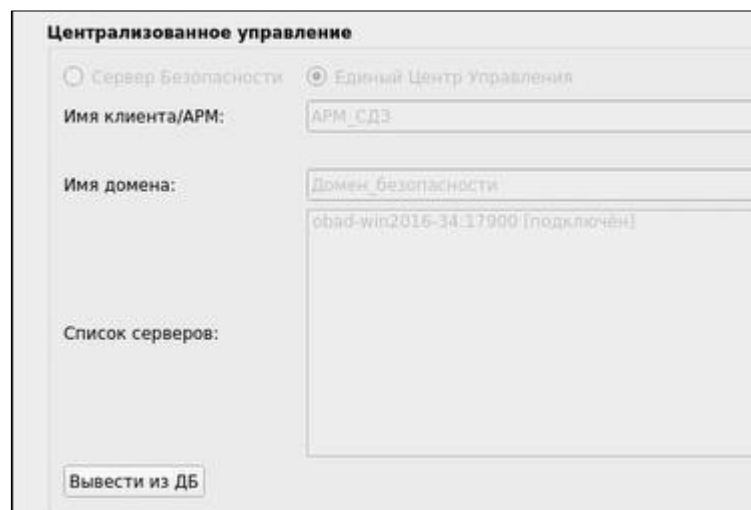 Централизованное управление
Сервер Безопасности Единый Центр Управления
Имя клиента/АРМ: АРМ_СДЗ
Имя домена: Домен_безопасности
obad-win2016-34:17900 [подключён]
Список серверов:
Вывести из ДБ